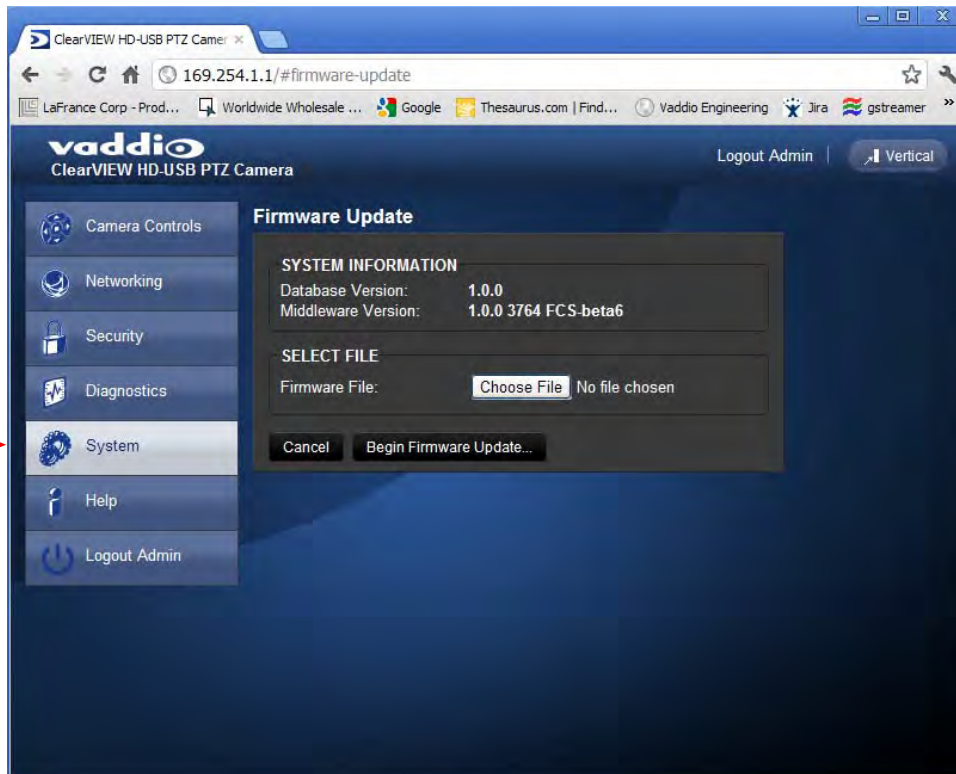 ClearVIEW HD-USB PTZ Camer
169.254.1.1/#firmware-update
LaFrance Corp - Prod... Worldwide Wholesale ... Google Thesaurus.com | Find... Vaddio Engineering Jira gstreamer »
vaddio
ClearVIEW HD-USB PTZ Camera
Logout Admin | Vertical
Camera Controls
Networking
Security
Diagnostics
System
Help
Logout Admin
Firmware Update
SYSTEM INFORMATION
Database Version: 1.0.0
Middleware Version: 1.0.0 3764 FCS-beta6
SELECT FILE
Firmware File: Choose File No file chosen
Cancel Begin Firmware Update...